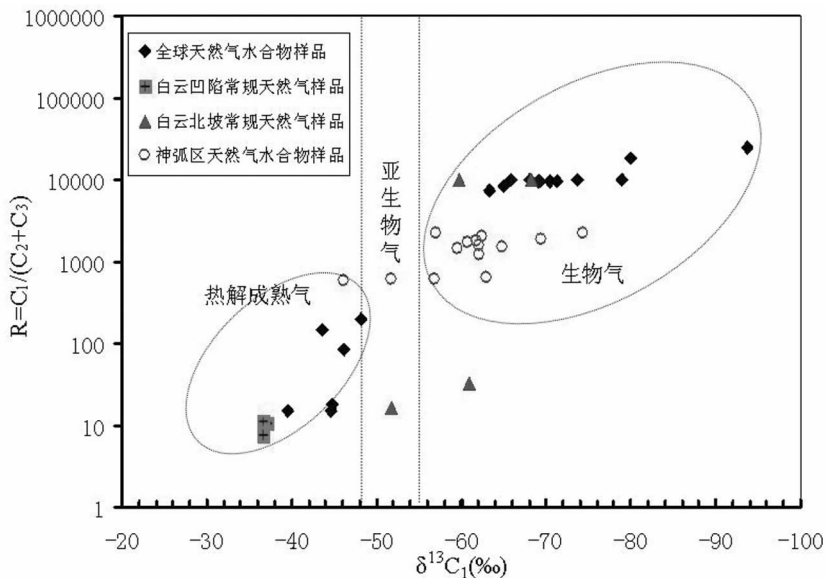 1000000
100000
10000
1000
100
10
1
R=C₁/(C₂+C₃)
全球天然气水合物样品
白云凹陷常规天然气样品
白云北坡常规天然气样品
神弧区天然气水合物样品
亚生物气
热解成熟气
生物气
-20 -30 -40 -50 -60 -70 -80 -90 -100
δ¹³C₁(‰)